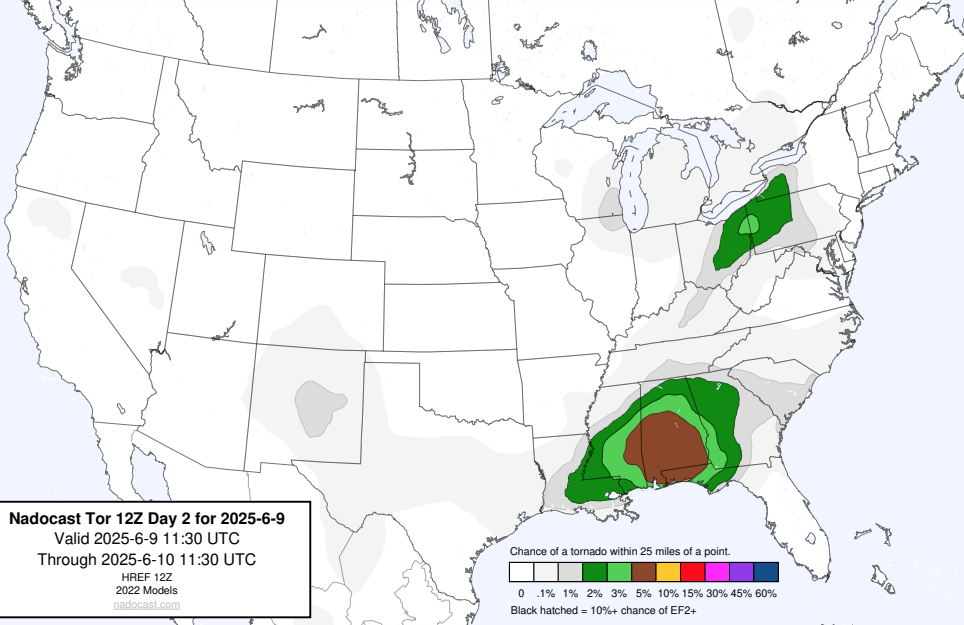 Nadocast Tor 12Z Day 2 for 2025-6-9
Valid 2025-6-9 11:30 UTC
Through 2025-6-10 11:30 UTC
HREF 12Z
2022 Models
nadocast.com
Chance of a tornado within 25 miles of a point.
0 .1% 1% 2% 3% 5% 10% 15% 30% 45% 60%
Black hatched = 10%+ chance of EF2+